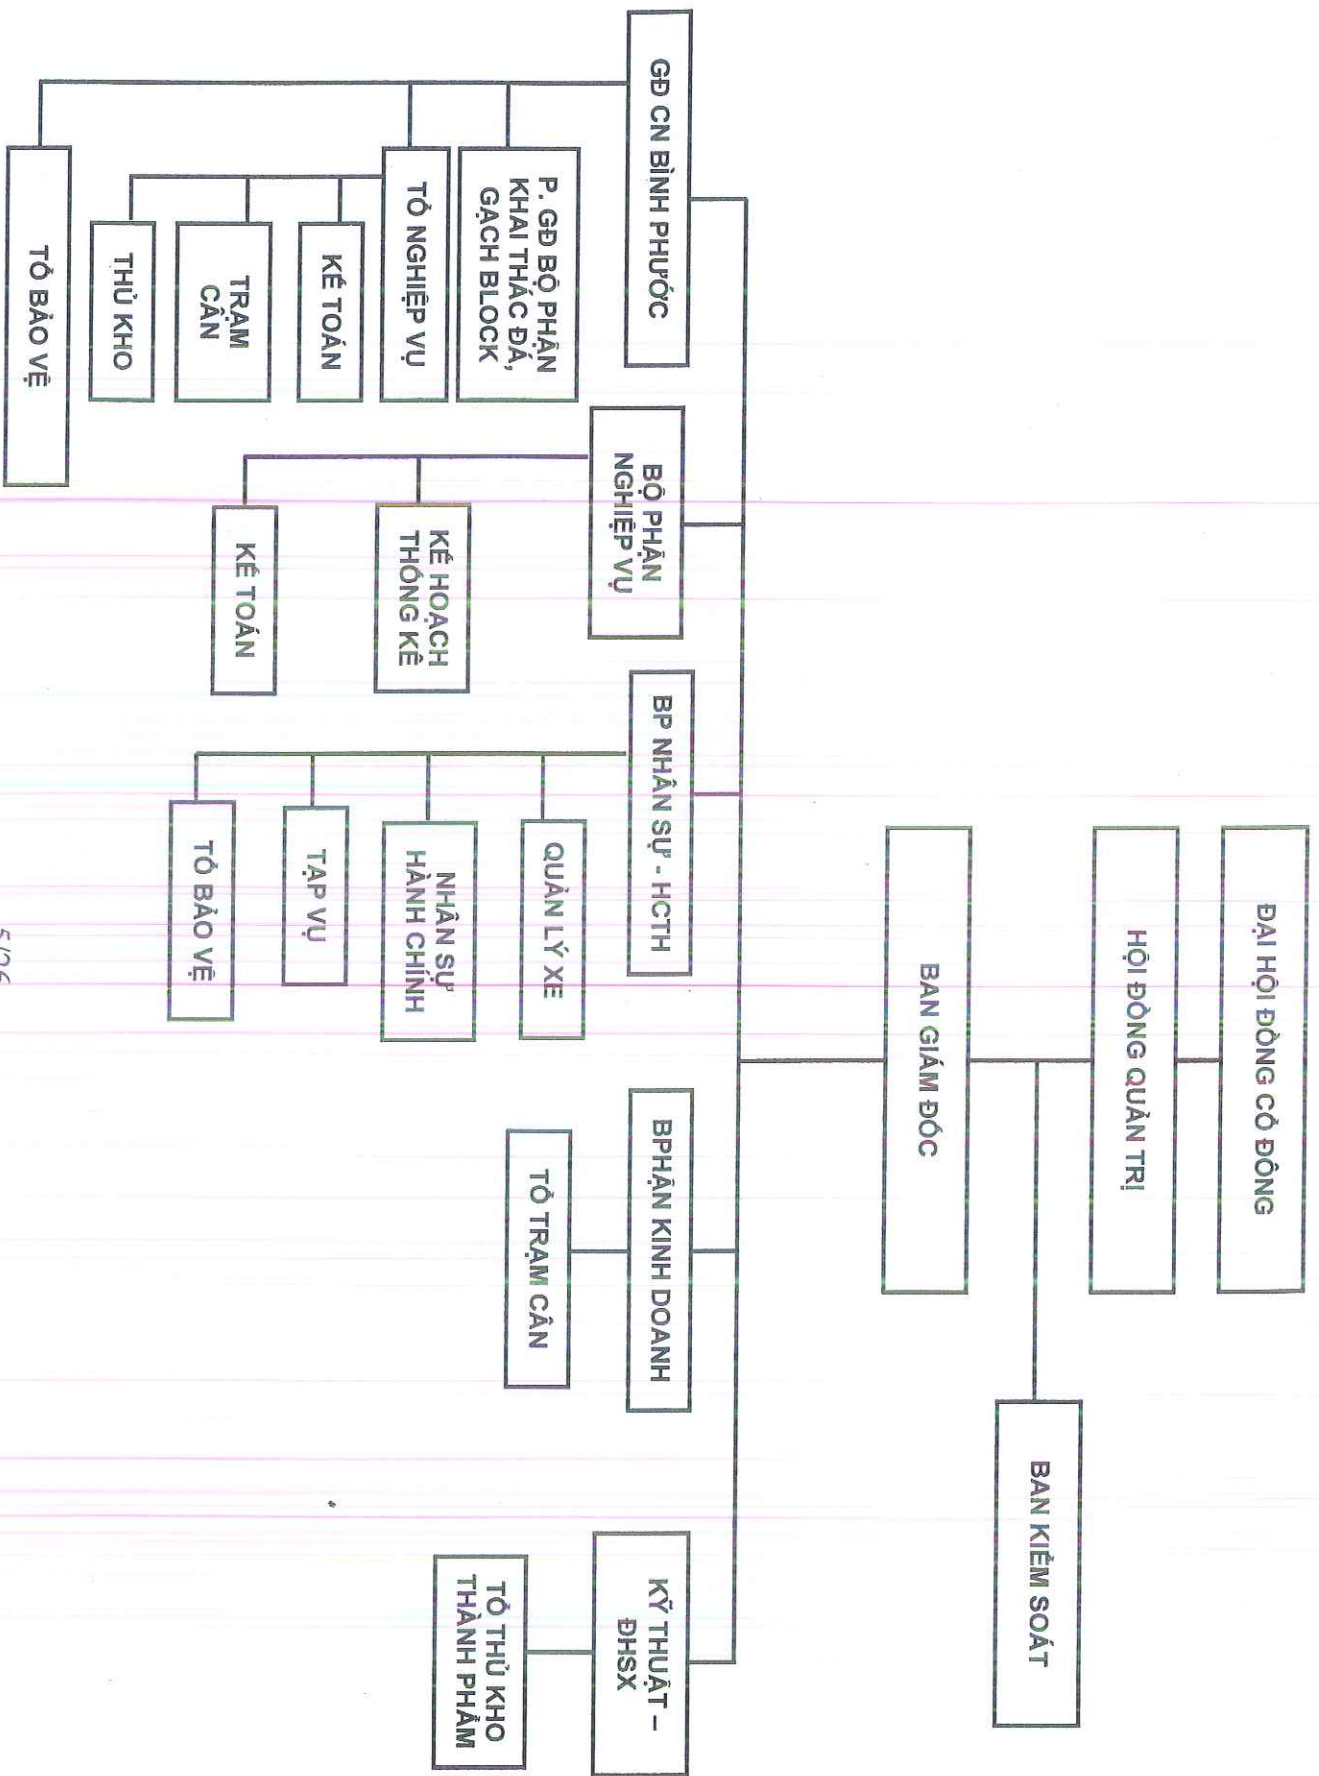 ĐẠI HỘI ĐỒNG CỔ ĐÔNG
HỘI ĐỒNG QUẢN TRỊ
BAN KIỂM SOÁT
BAN GIÁM ĐỐC
GĐ CN BÌNH PHƯỚC
BỘ PHẬN
NGHIỆP VỤ
BP NHÂN SỰ - HCTH
BPHẬN KINH DOANH
KỸ THUẬT –
ĐHSX
P. GĐ BỘ PHẬN
KHAI THÁC ĐÁ,
GẠCH BLOCK
TỔ NGHIỆP VỤ
KẾ TOÁN
TRẠM
CÂN
THỦ KHO
TỔ BẢO VỆ
KẾ HOẠCH
THỐNG KÊ
KẾ TOÁN
QUẢN LÝ XE
NHÂN SỰ
HÀNH CHÍNH
TẠP VỤ
TỔ BẢO VỆ
TỔ TRẠM CÂN
TỔ THỦ KHO
THÀNH PHẨM
5/26